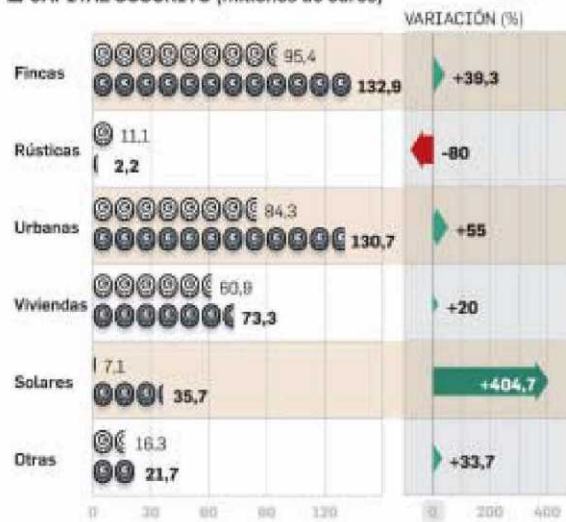 VARIACIÓN (%)
Fincas
95,4
132,9
+39,3
Rústicas
11,1
2,2
-80
Urbanas
84,3
130,7
+55
Viviendas
60,9
73,3
+20
Solares
7,1
35,7
+404,7
Otras
16,3
21,7
+33,7
0 30 60 90 120
0 200 400